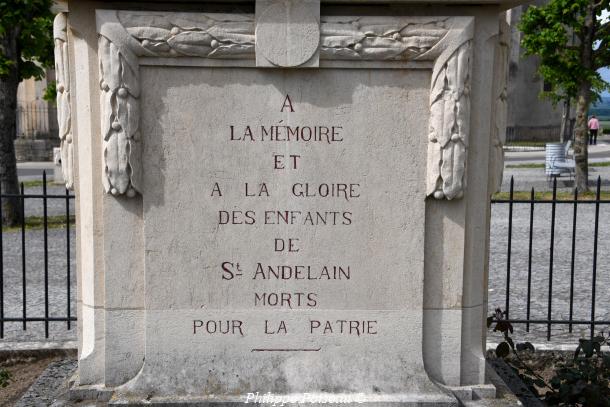 A
LA MÉMOIRE
ET
A LA GLOIRE
DES ENFANTS
DE
St ANDELAIN
MORTS
POUR LA PATRIE
Philippe Poiseau ©